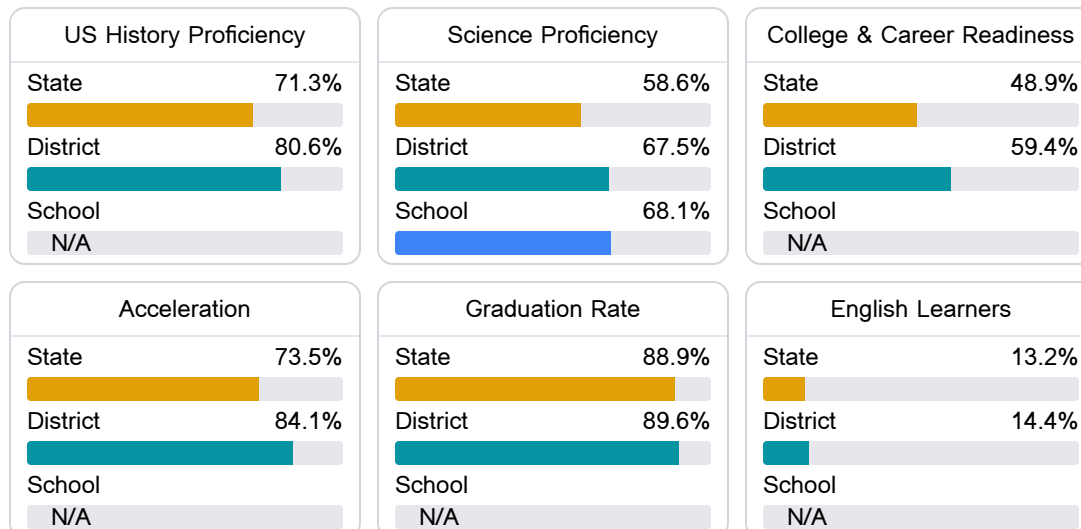 US History Proficiency
State 71.3%
District 80.6%
School
N/A
Science Proficiency
State 58.6%
District 67.5%
School 68.1%
College & Career Readiness
State 48.9%
District 59.4%
School
N/A
Acceleration
State 73.5%
District 84.1%
School
N/A
Graduation Rate
State 88.9%
District 89.6%
School
N/A
English Learners
State 13.2%
District 14.4%
School
N/A